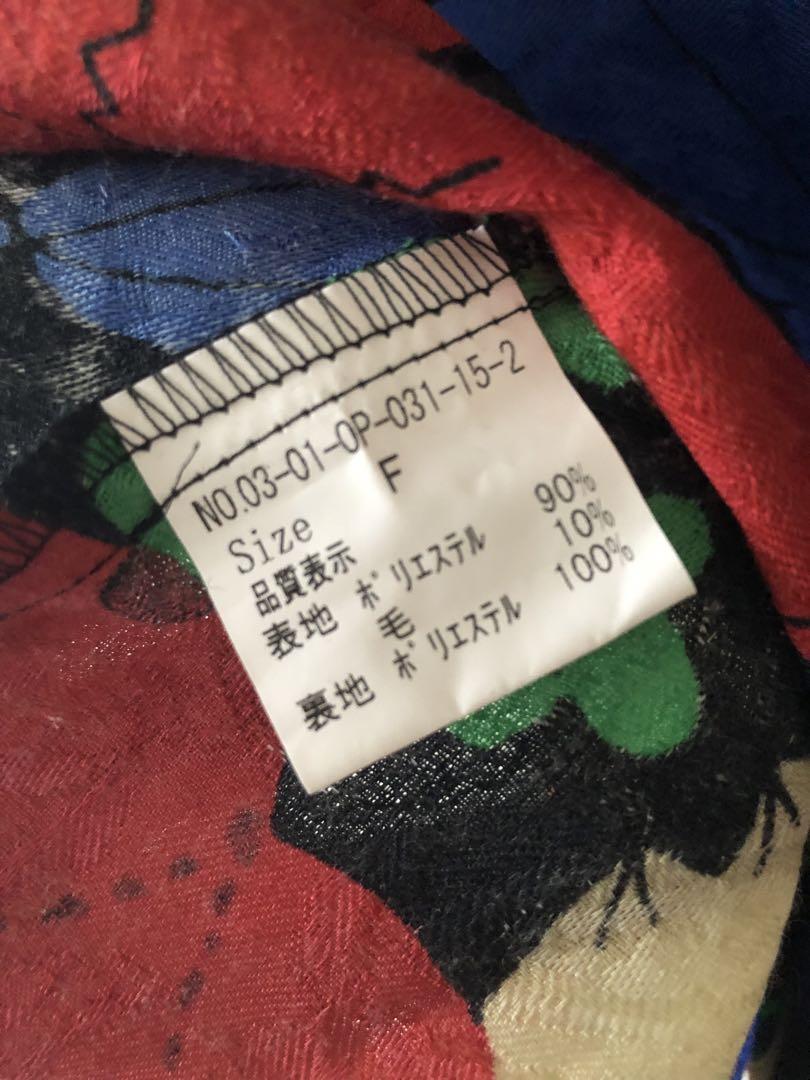 NO.03-01-OP-031-15-2
Size F
品質表示
表地 ポリエステル 90%
毛 10%
裏地 ポリエステル 100%